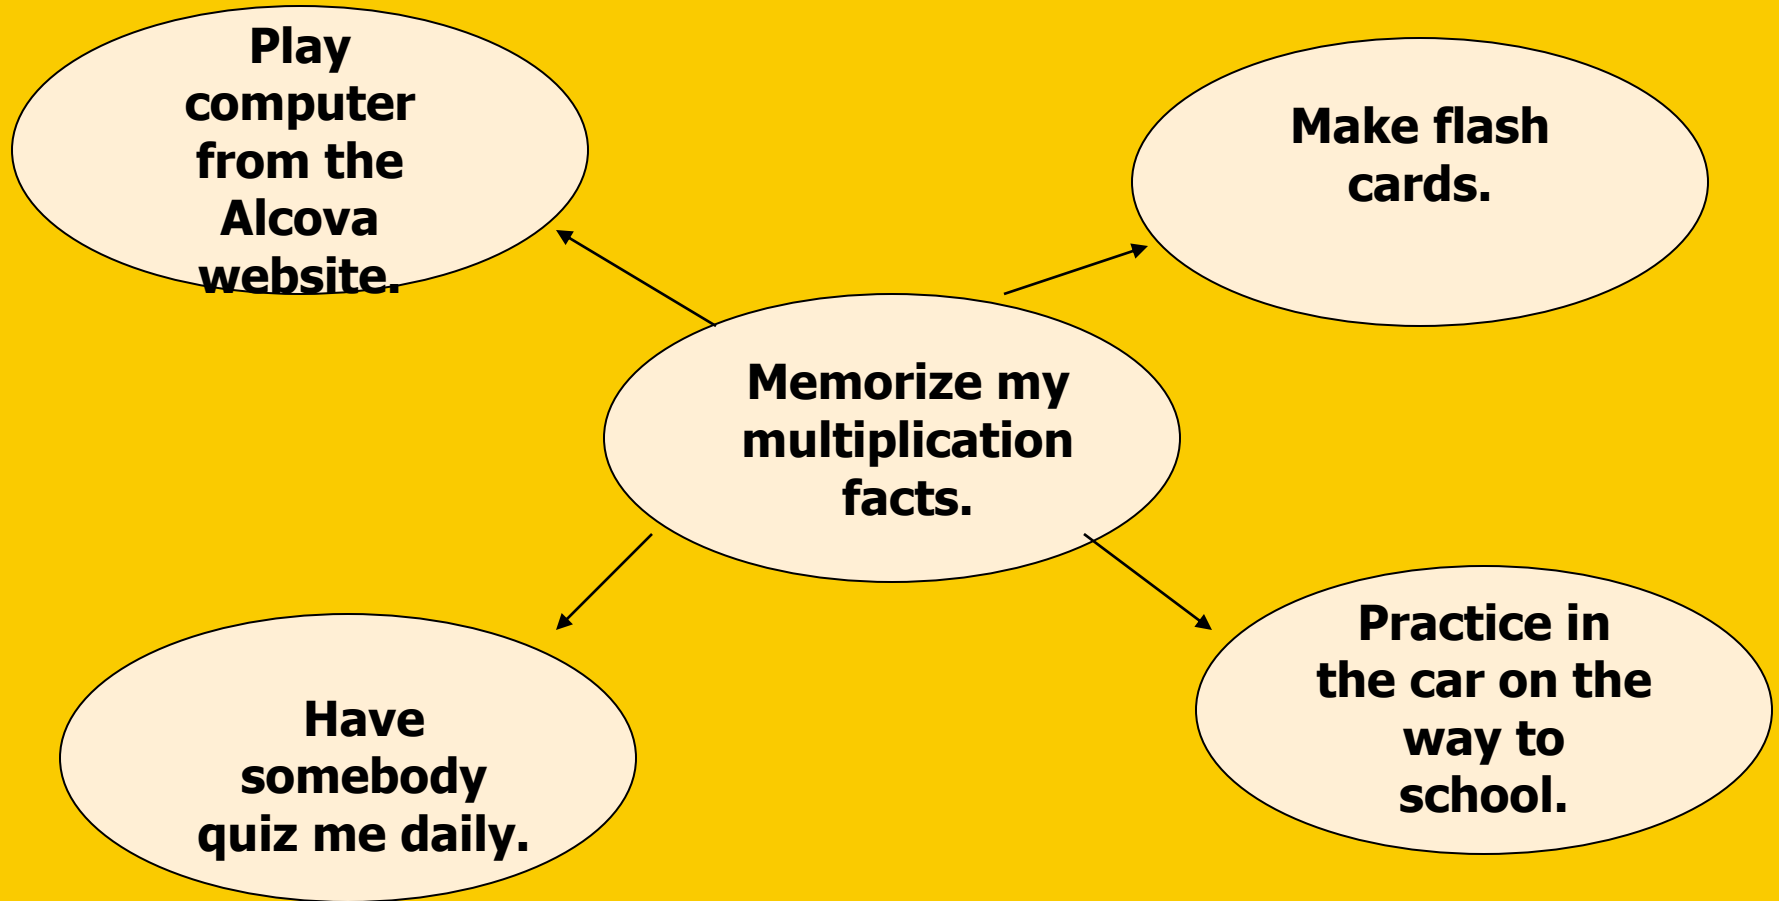 Play
computer
from the
Alcova
website.
Make flash
cards.
Memorize my
multiplication
facts.
Have
somebody
quiz me daily.
Practice in
the car on the
way to
school.